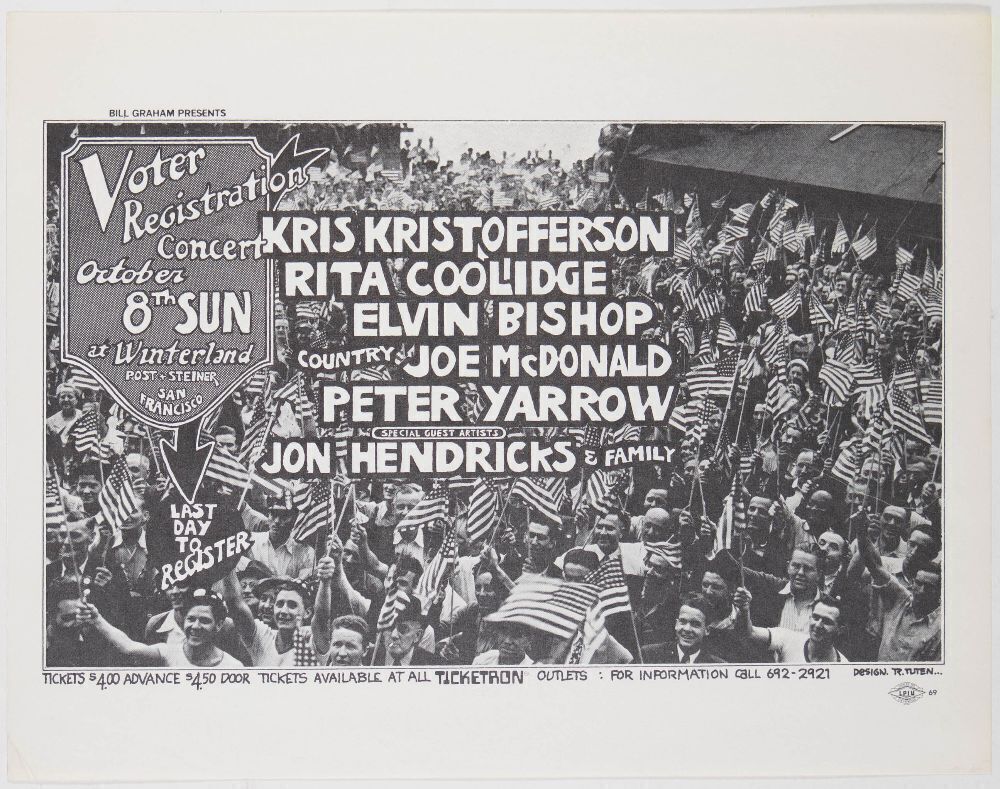 BILL GRAHAM PRESENTS
Voter
Registration
Concert
October
8TH SUN
at Winterland
POST + STEINER
SAN
FRANCISCO
LAST
DAY
TO
REGISTER
KRIS KRISTOFFERSON
RITA COOLIDGE
ELVIN BISHOP
COUNTRY JOE McDONALD
PETER YARROW
SPECIAL GUEST ARTISTS
JON HENDRICKS & FAMILY
TICKETS $4.00 ADVANCE $4.50 DOOR TICKETS AVAILABLE AT ALL TICKETRON OUTLETS : FOR INFORMATION CALL 692-2921 DESIGN. R. TUTEN...
LPIU 69